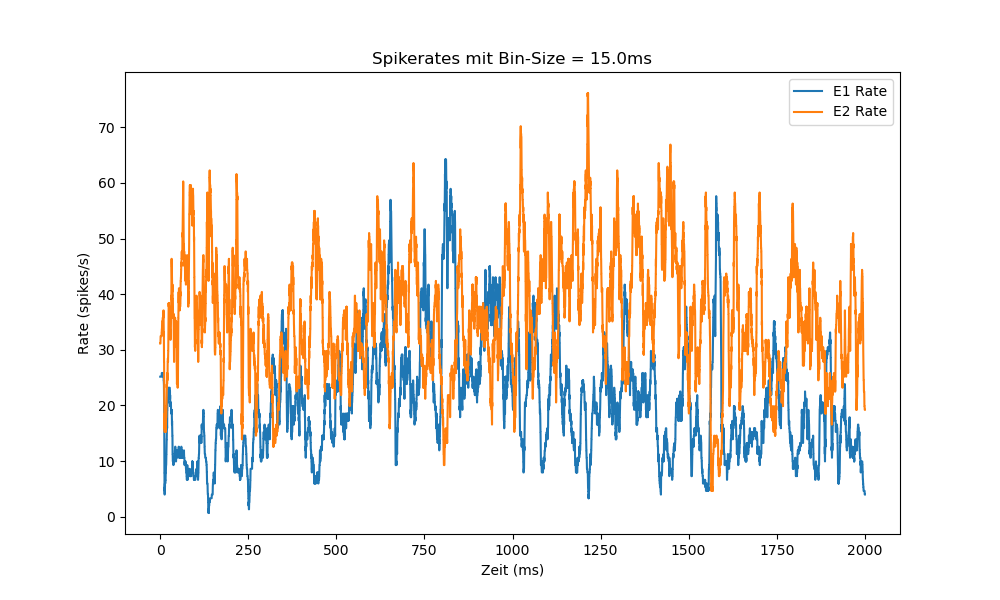 Spikerates mit Bin-Size = 15.0ms
E1 Rate
E2 Rate
Rate (spikes/s)
70
60
50
40
30
20
10
0
0 250 500 750 1000 1250 1500 1750 2000
Zeit (ms)